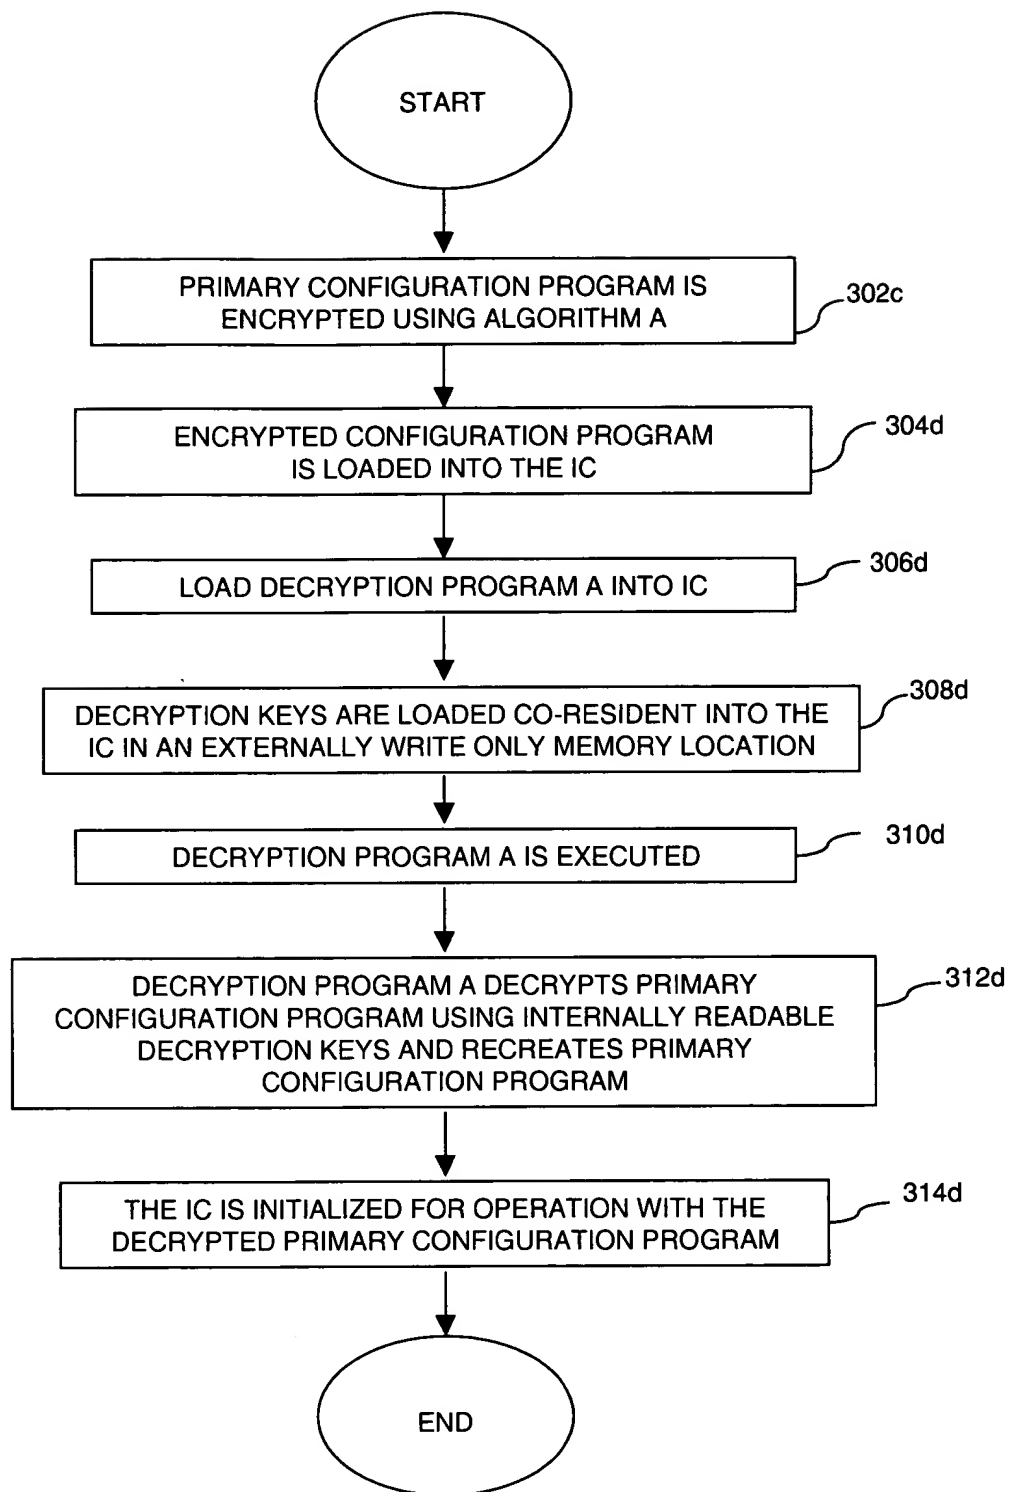 START
PRIMARY CONFIGURATION PROGRAM IS
ENCRYPTED USING ALGORITHM A
302c
ENCRYPTED CONFIGURATION PROGRAM
IS LOADED INTO THE IC
304d
LOAD DECRYPTION PROGRAM A INTO IC
306d
DECRYPTION KEYS ARE LOADED CO-RESIDENT INTO THE
IC IN AN EXTERNALLY WRITE ONLY MEMORY LOCATION
308d
DECRYPTION PROGRAM A IS EXECUTED
310d
DECRYPTION PROGRAM A DECRYPTS PRIMARY
CONFIGURATION PROGRAM USING INTERNALLY READABLE
DECRYPTION KEYS AND RECREATES PRIMARY
CONFIGURATION PROGRAM
312d
THE IC IS INITIALIZED FOR OPERATION WITH THE
DECRYPTED PRIMARY CONFIGURATION PROGRAM
314d
END